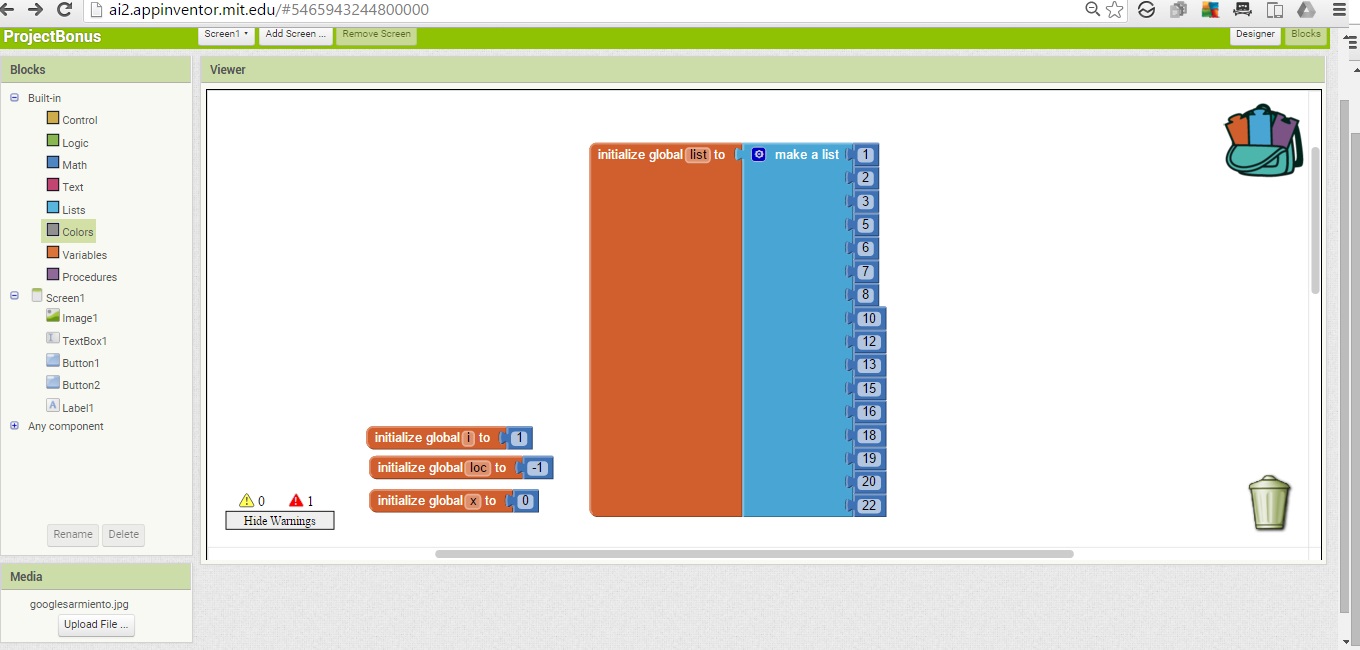 ai2.appinventor.mit.edu/#5465943244800000
ProjectBonus
Screen1
Add Screen ...
Remove Screen
Designer
Blocks
Blocks
Viewer
Built-in
Control
Logic
Math
Text
Lists
Colors
Variables
Procedures
Screen1
Image1
TextBox1
Button1
Button2
Label1
Any component
Rename
Delete
Media
googlesarmiento.jpg
Upload File ...
initialize global list to make a list 1
2
3
5
6
7
8
10
12
13
15
16
18
19
20
22
initialize global i to 1
initialize global loc to -1
initialize global x to 0
0 1
Hide Warnings